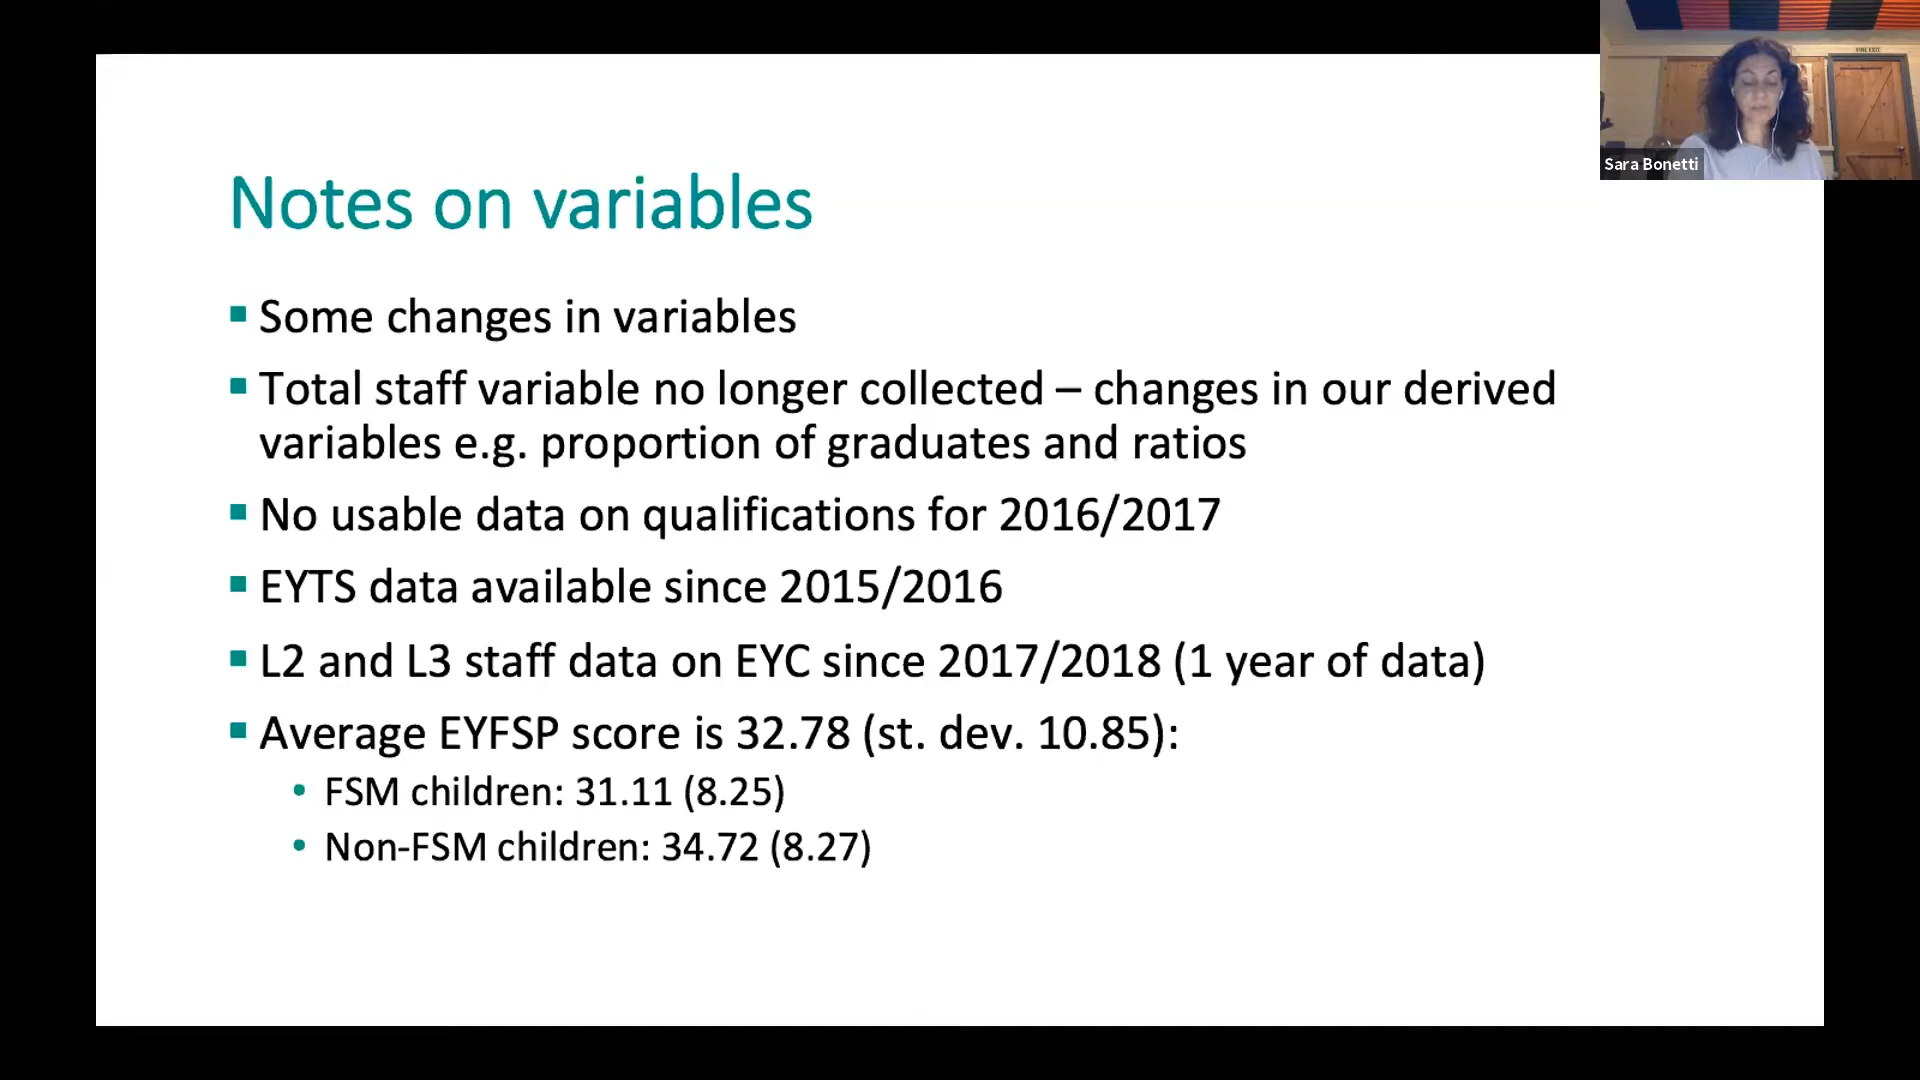 Notes on variables
Some changes in variables
Total staff variable no longer collected – changes in our derived
variables e.g. proportion of graduates and ratios
No usable data on qualifications for 2016/2017
EYTS data available since 2015/2016
L2 and L3 staff data on EYC since 2017/2018 (1 year of data)
Average EYFSP score is 32.78 (st. dev. 10.85):
FSM children: 31.11 (8.25)
Non-FSM children: 34.72 (8.27)
FIRE EXIT
Sara Bonetti